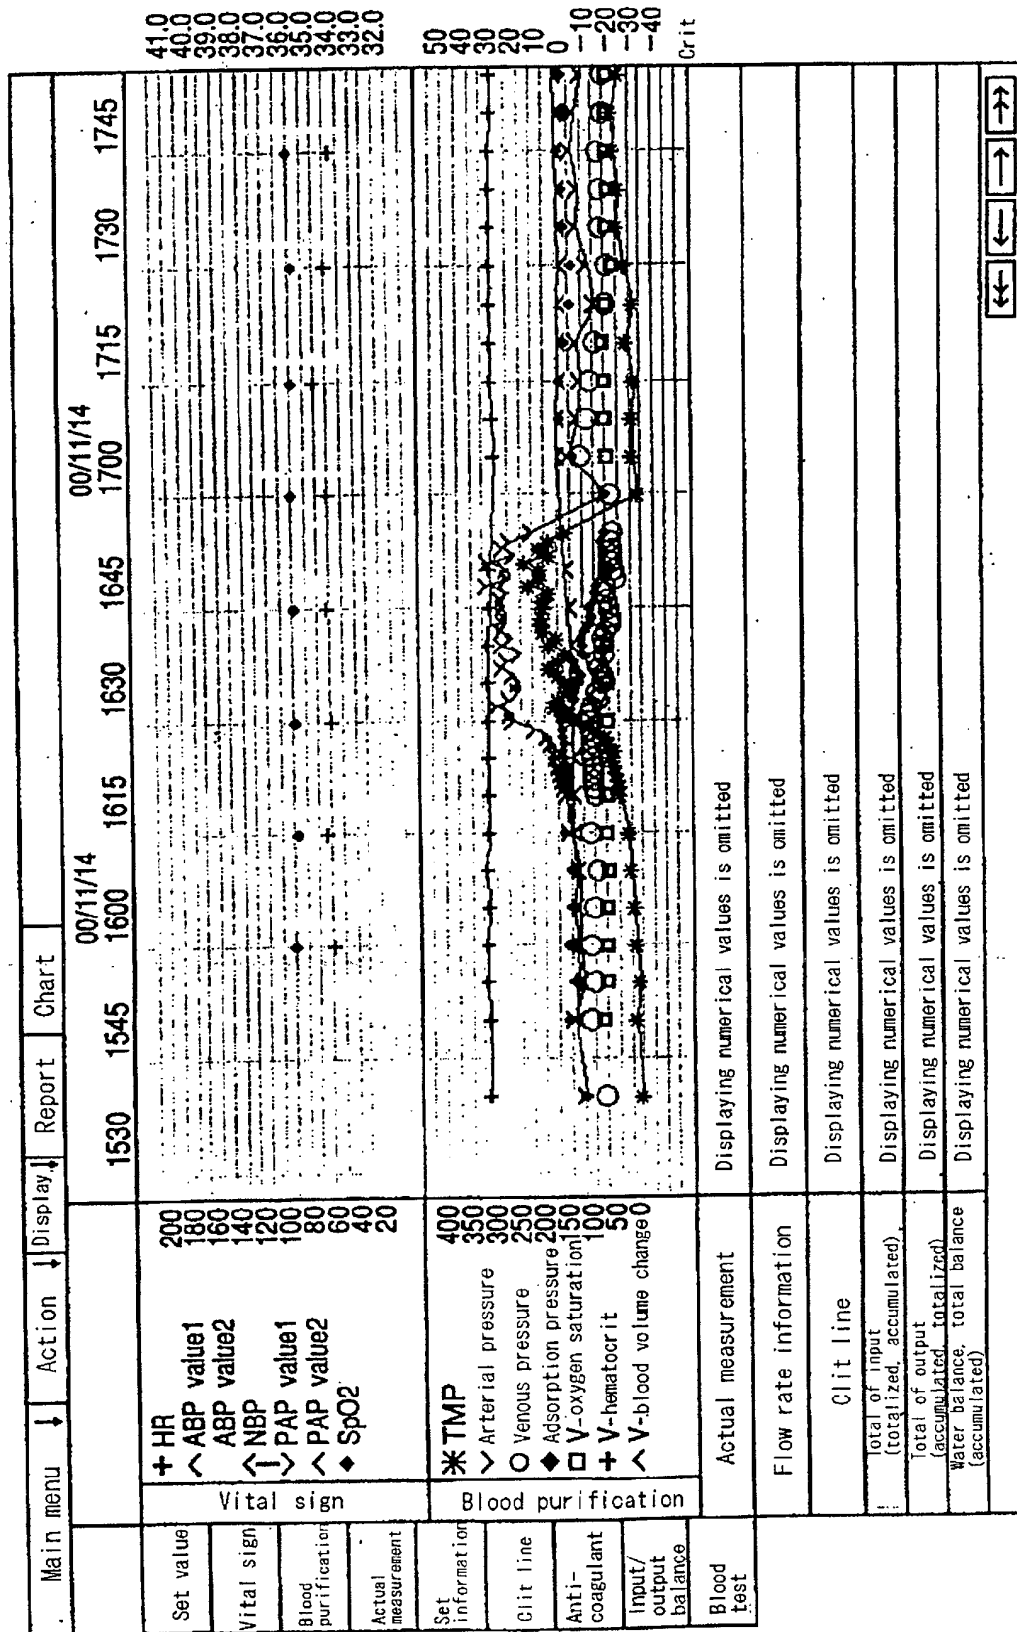 Main menu ↓ Action ↓ Display↓ Report Chart
00/11/14 00/11/14
1530 1545 1600 1615 1630 1645 1700 1715 1730 1745
Set value
Vital sign
Blood purification
Actual measurement
Set information
Clit line
Anti-coagulant
Input/output balance
Blood test
Vital sign
+ HR
∧ ABP value1
ABP value2
NBP
∨ PAP value1
∧ PAP value2
◆ SpO2
200
180
160
140
120
100
80
60
40
20
41.0
40.0
39.0
38.0
37.0
36.0
35.0
34.0
33.0
32.0
Blood purification
TMP
∨ Arterial pressure
○ Venous pressure
◆ Adsorption pressure
□ V-oxygen saturation
+ V-hematocrit
∧ V-blood volume change
400
350
300
250
200
150
100
50
0
50
40
30
20
10
0
-10
-20
-30
-40
Crit
Actual measurement Displaying numerical values is omitted
Flow rate information Displaying numerical values is omitted
Clit line Displaying numerical values is omitted
Total of input (totalized, accumulated) Displaying numerical values is omitted
Total of output (accumulated, totalized) Displaying numerical values is omitted
Water balance, total balance (accumulated) Displaying numerical values is omitted